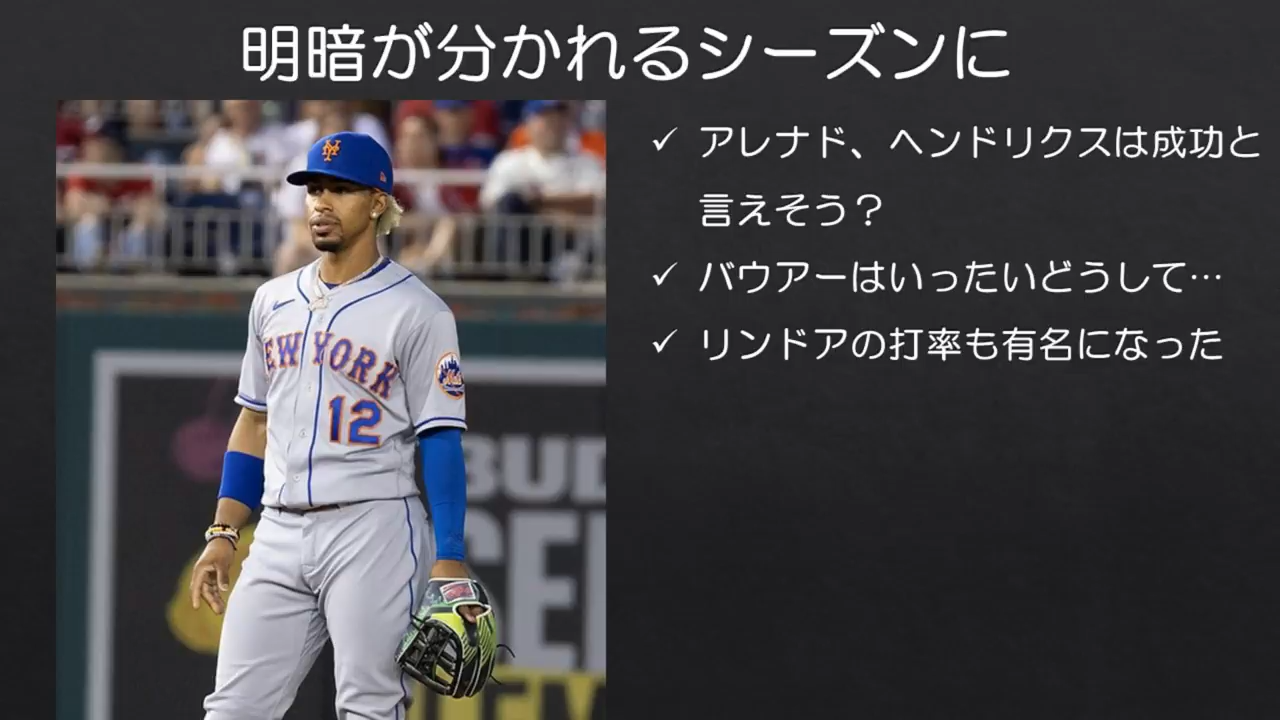 明暗が分かれるシーズンに
✓ アレナド、ヘンドリクスは成功と
言えそう？
✓ バウアーはいったいどうして…
✓ リンドアの打率も有名になった
NY
EW YORK
12
Mets
BUD